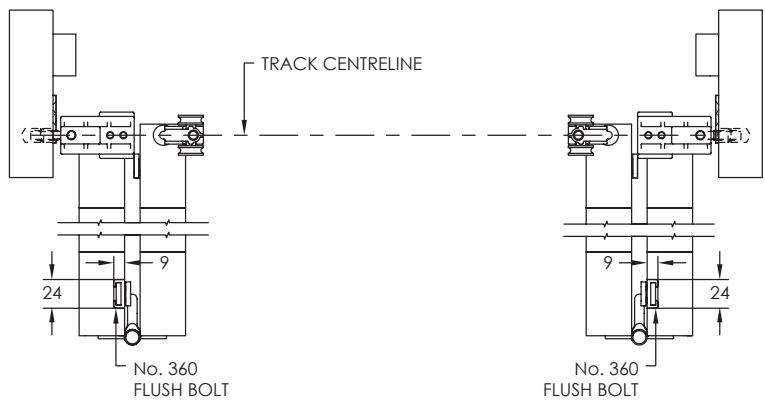 TRACK CENTRELINE
9
9
24
24
No. 360
FLUSH BOLT
No. 360
FLUSH BOLT